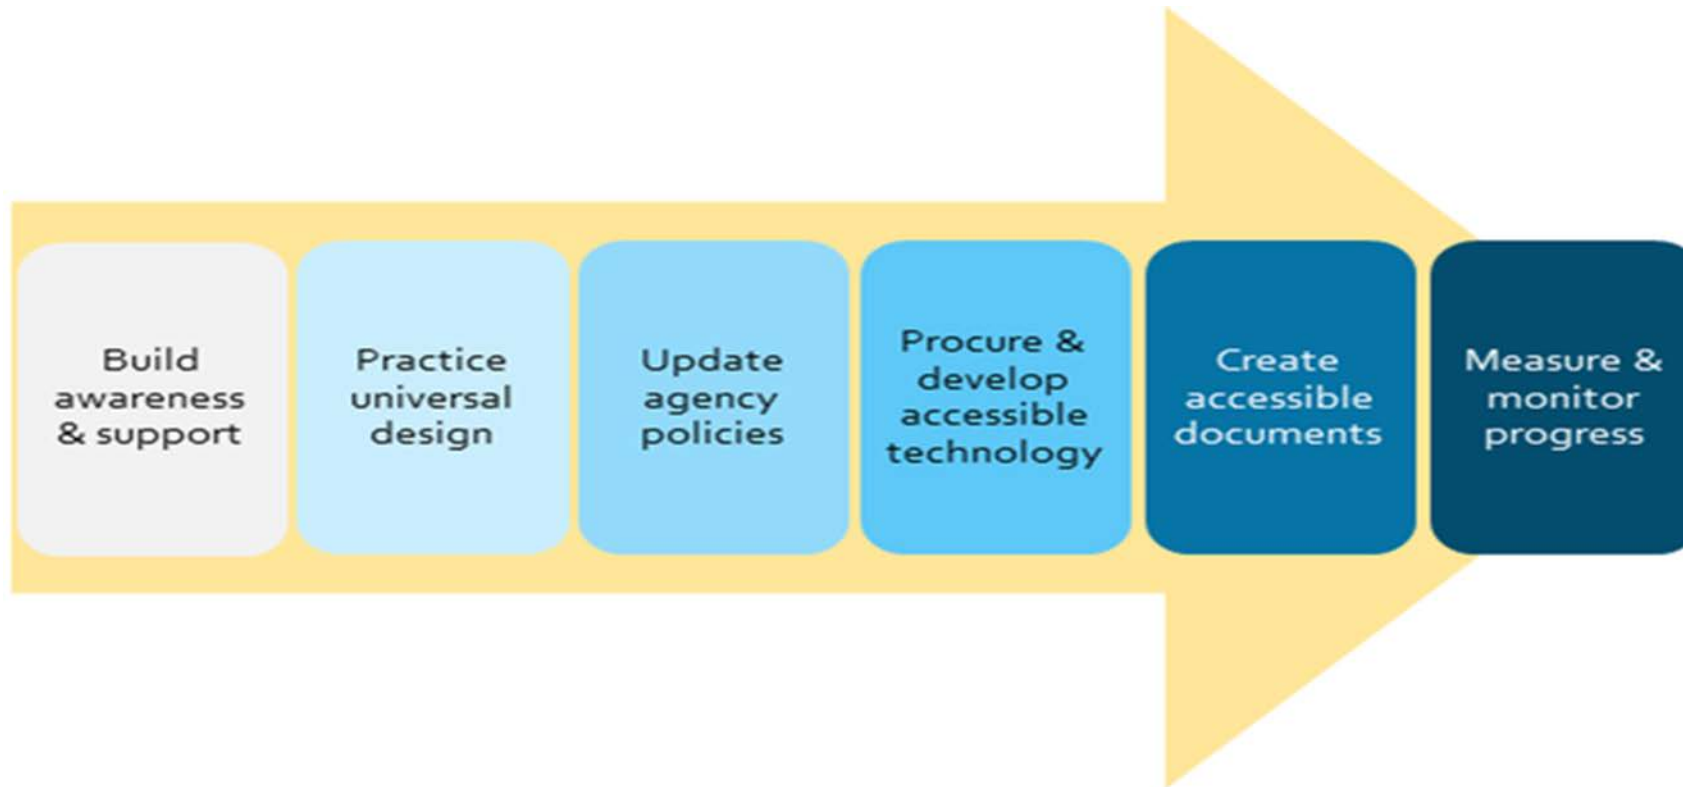 Build
awareness
& support
Practice
universal
design
Update
agency
policies
Procure &
develop
accessible
technology
Create
accessible
documents
Measure &
monitor
progress